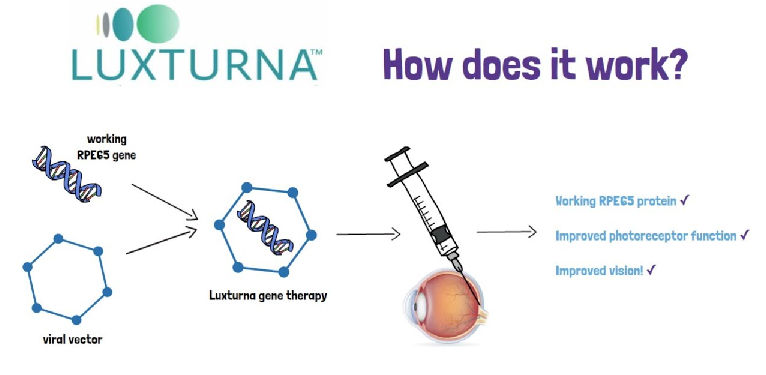 LUXTURNA™
How does it work?
working
RPE65 gene
viral vector
Luxturna gene therapy
Working RPE65 protein ✓
Improved photoreceptor function ✓
Improved vision! ✓